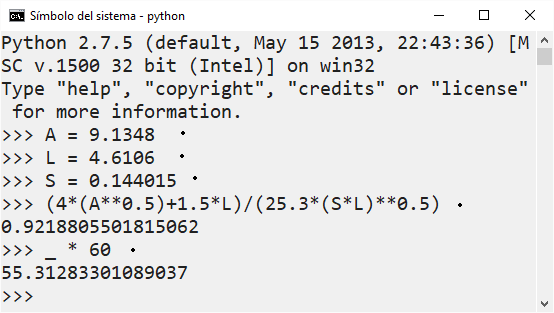 Símbolo del sistema - python
Python 2.7.5 (default, May 15 2013, 22:43:36) [M
SC v.1500 32 bit (Intel)] on win32
Type "help", "copyright", "credits" or "license"
 for more information.
>>> A = 9.1348
>>> L = 4.6106
>>> S = 0.144015
>>> (4*(A**0.5)+1.5*L)/(25.3*(S*L)**0.5)
0.9218805501815062
>>> _ * 60
55.31283301089037
>>>